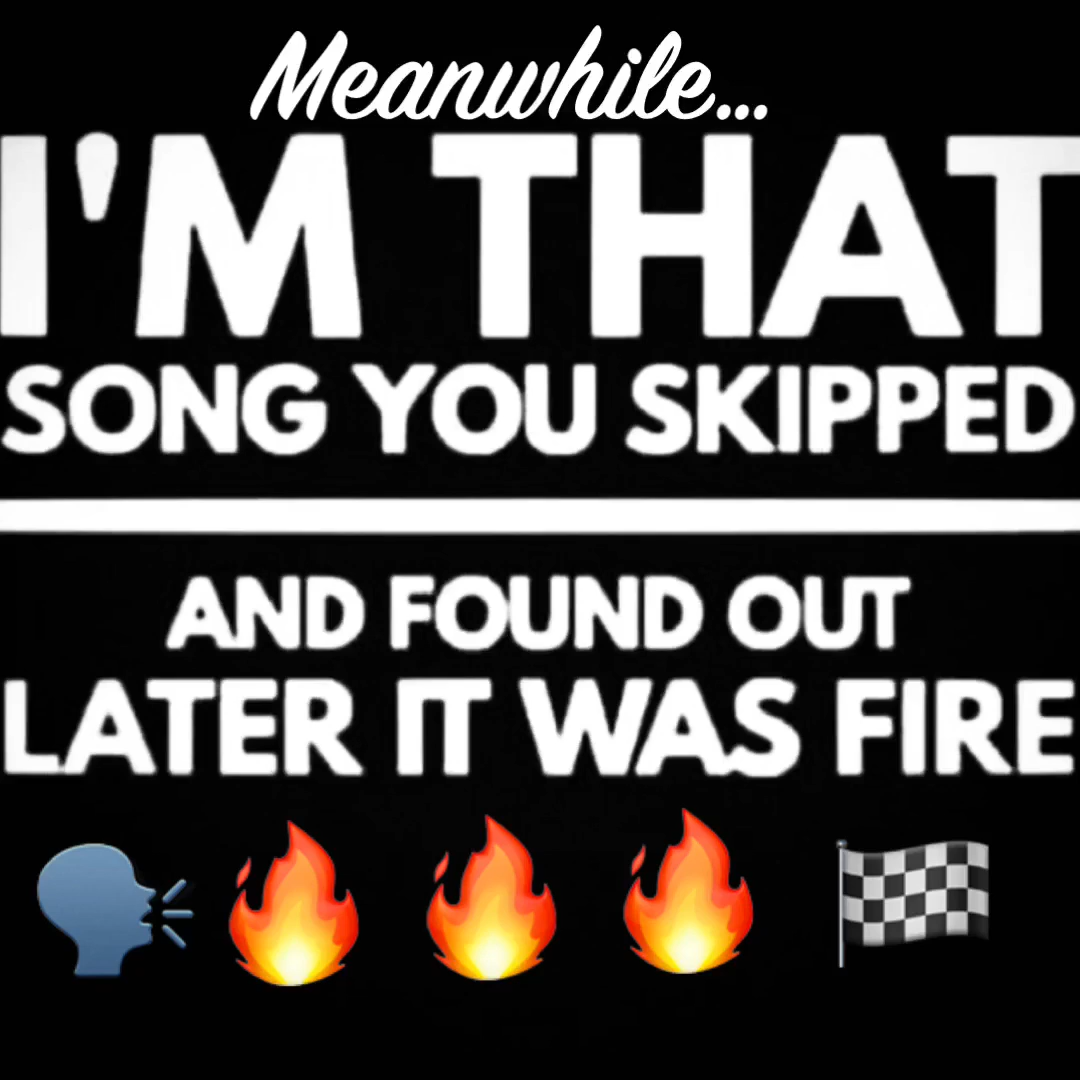 Meanwhile...
I'M THAT
SONG YOU SKIPPED
AND FOUND OUT
LATER IT WAS FIRE